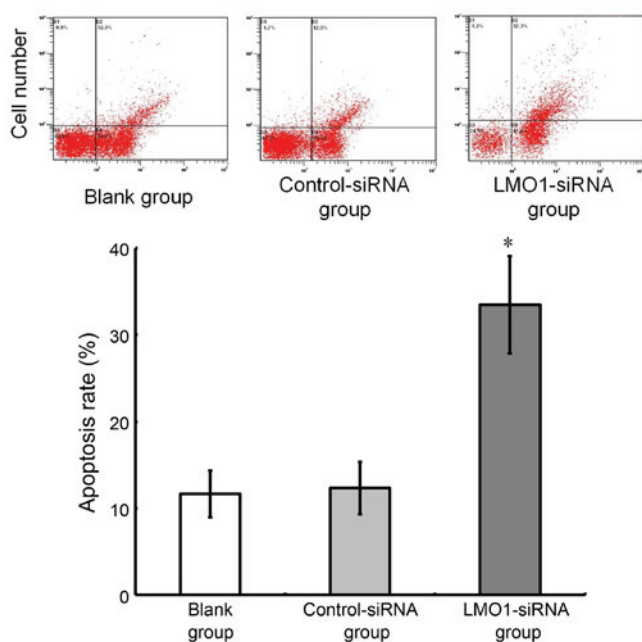 Cell number
Blank group
Control-siRNA
group
LMO1-siRNA
group
Apoptosis rate (%)
40
30
20
10
0
*
Blank
group
Control-siRNA
group
LMO1-siRNA
group